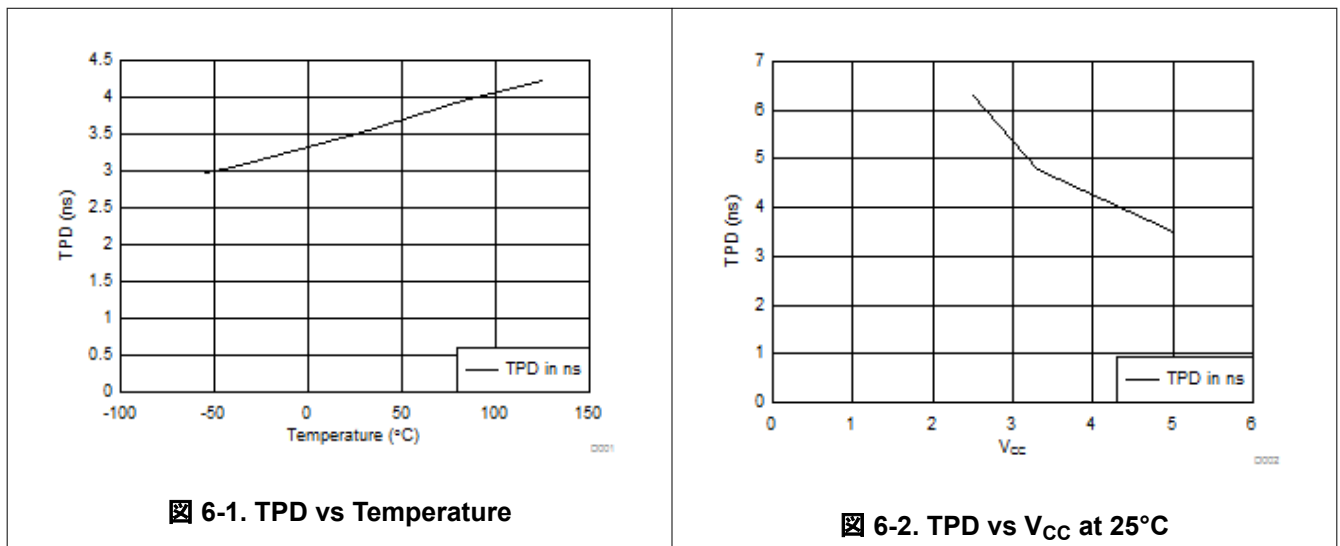 4.5
4
3.5
3
2.5
2
1.5
1
0.5
0
TPD (ns)
TPD in ns
-100 -50 0 50 100 150
Temperature (°C)
D001
図 6-1. TPD vs Temperature
7
6
5
4
3
2
1
0
TPD (ns)
TPD in ns
0 1 2 3 4 5 6
VCC
D002
図 6-2. TPD vs VCC at 25°C